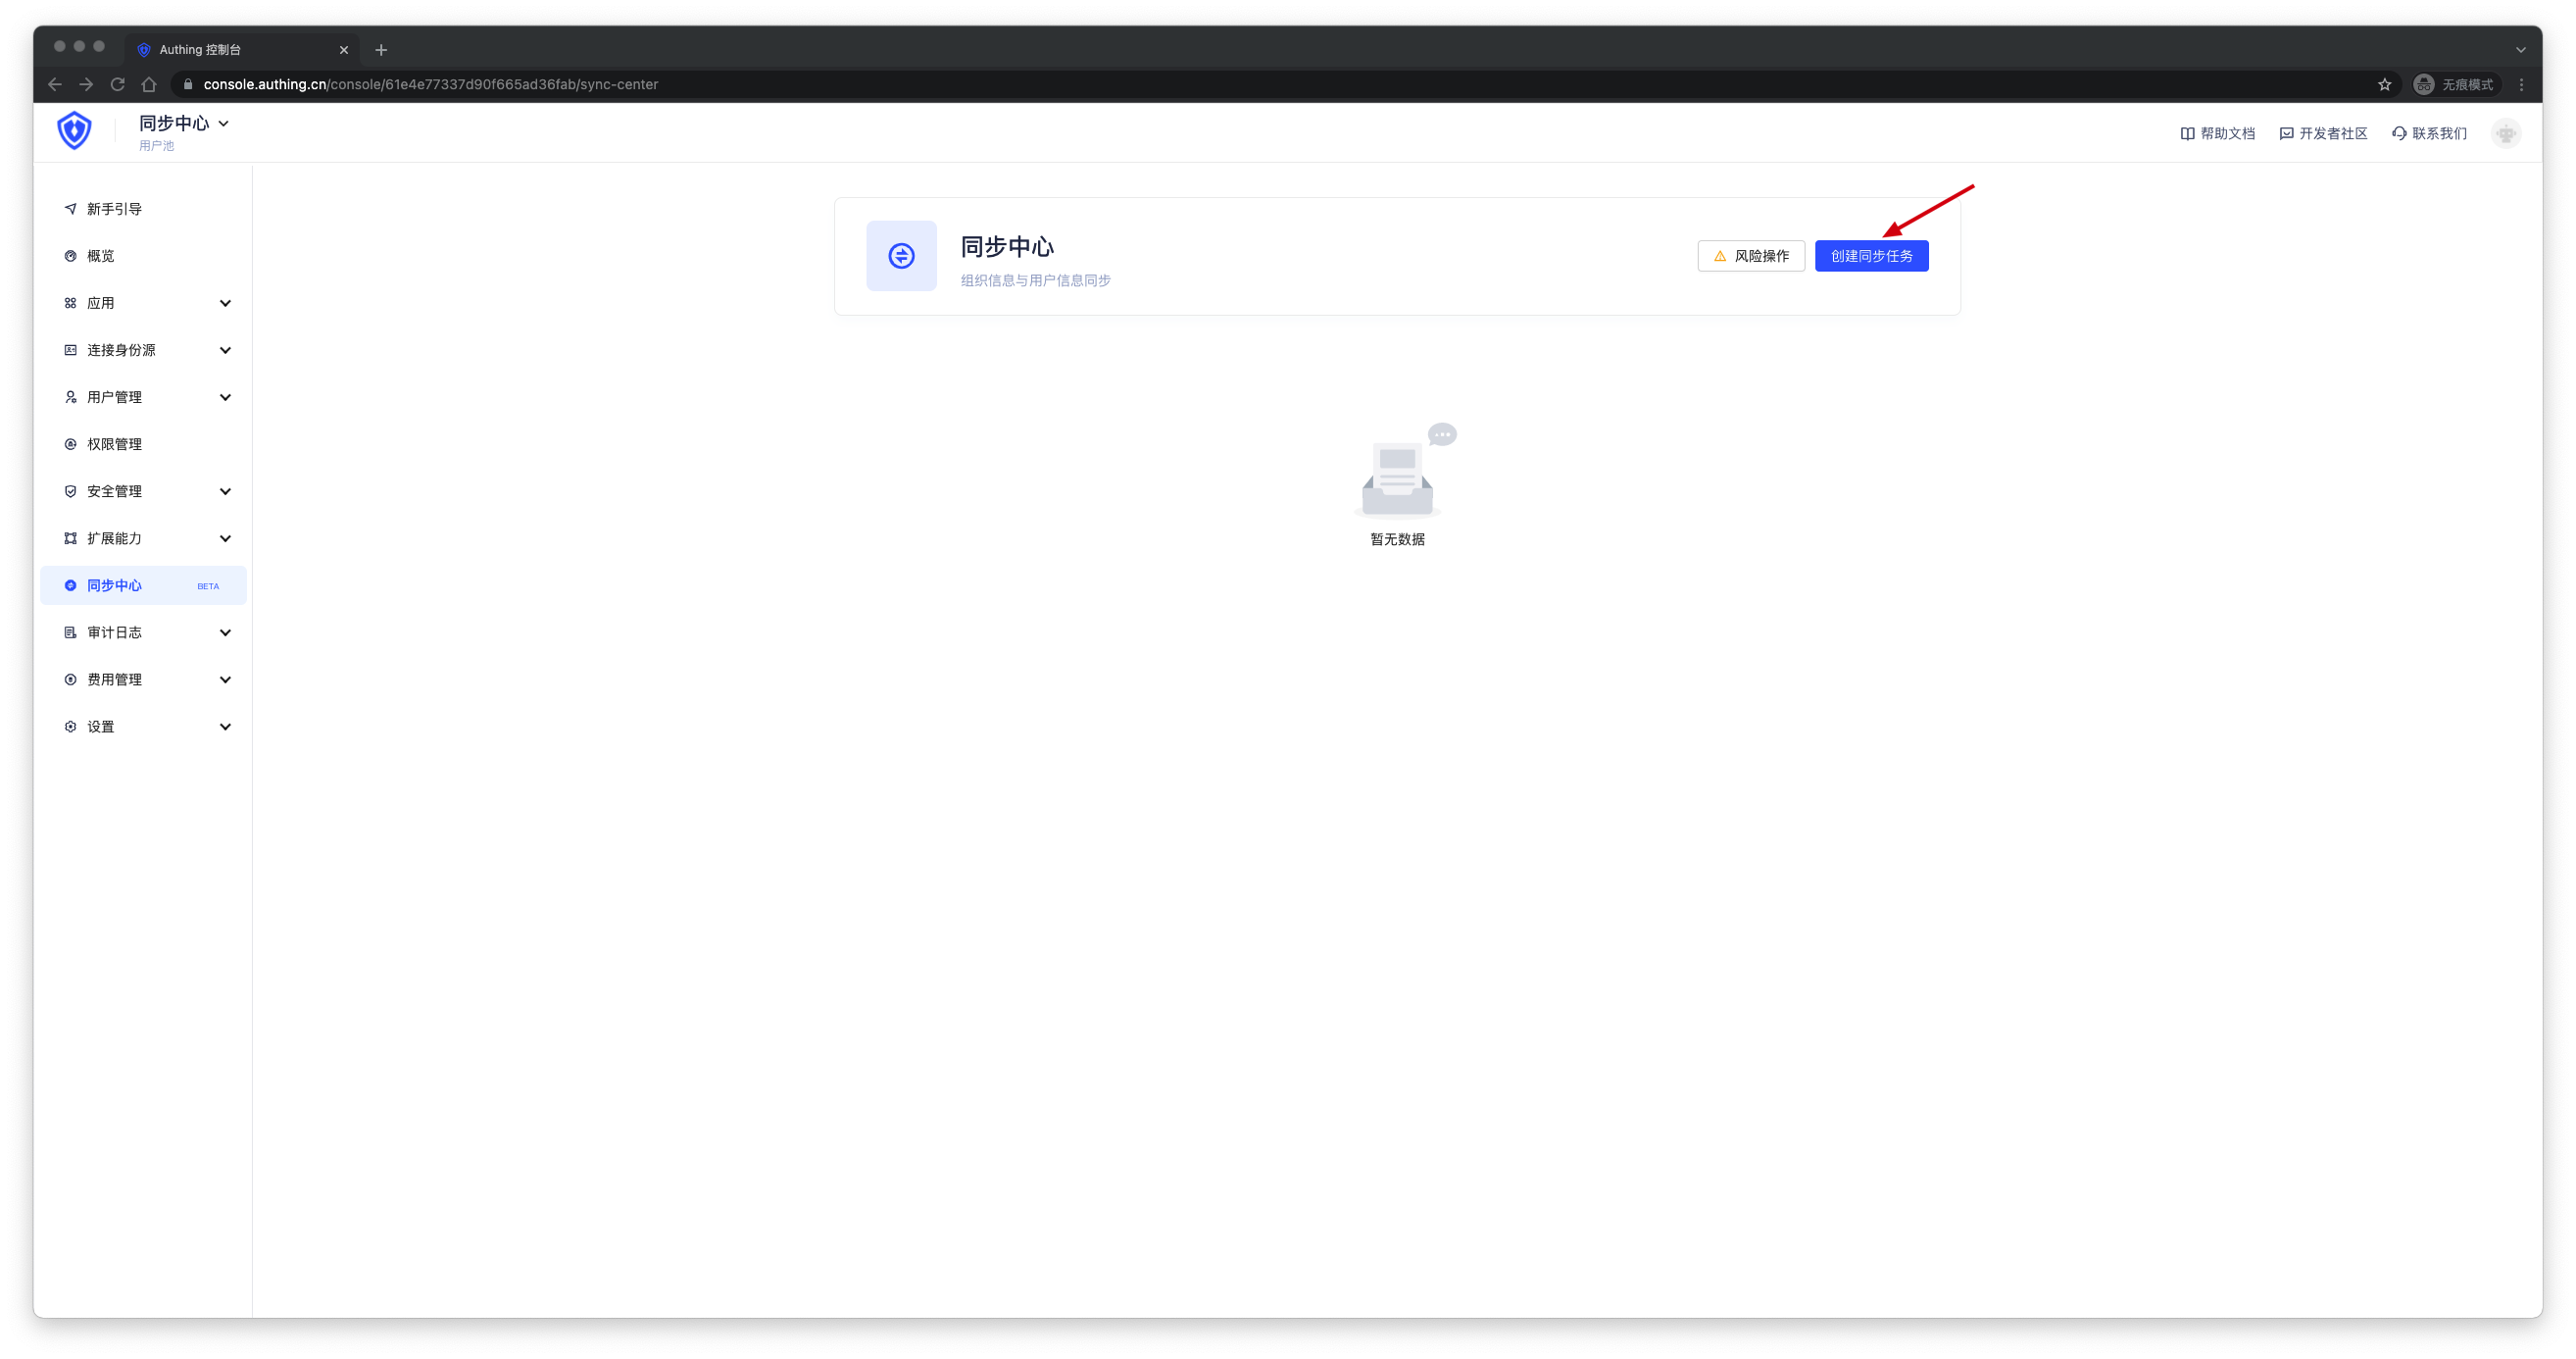 Authing 控制台
console.authing.cn/console/61e4e77337d90f665ad36fab/sync-center
无痕模式
同步中心
用户池
帮助文档
开发者社区
联系我们
新手引导
概览
应用
连接身份源
用户管理
权限管理
安全管理
扩展能力
同步中心 BETA
审计日志
费用管理
设置
同步中心
组织信息与用户信息同步
风险操作
创建同步任务
暂无数据